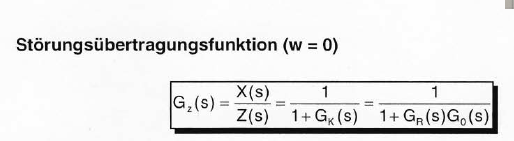 Störungsübertragungsfunktion (w = 0)
G_z(s) = X(s)/Z(s) = 1/(1+G_K(s)) = 1/(1+G_R(s)G_0(s))